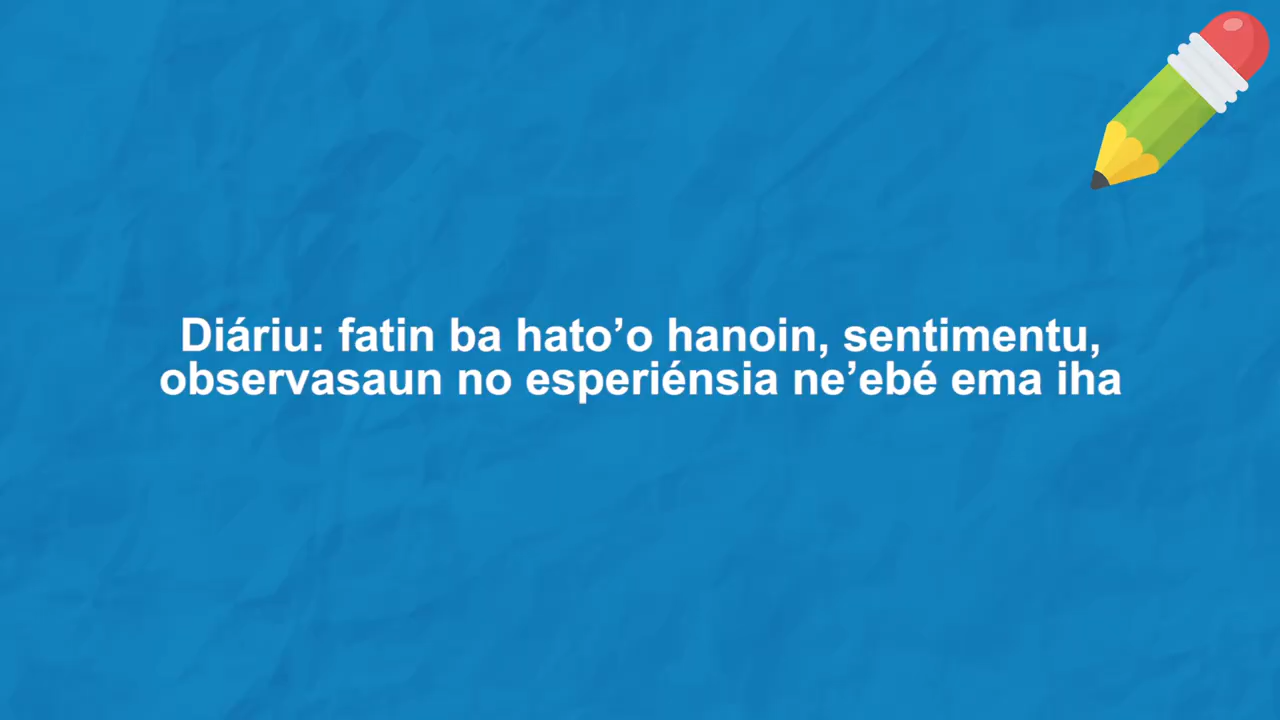 Diáriu: fatin ba hato’o hanoin, sentimentu,
observasaun no esperiénsia ne’ebé ema iha